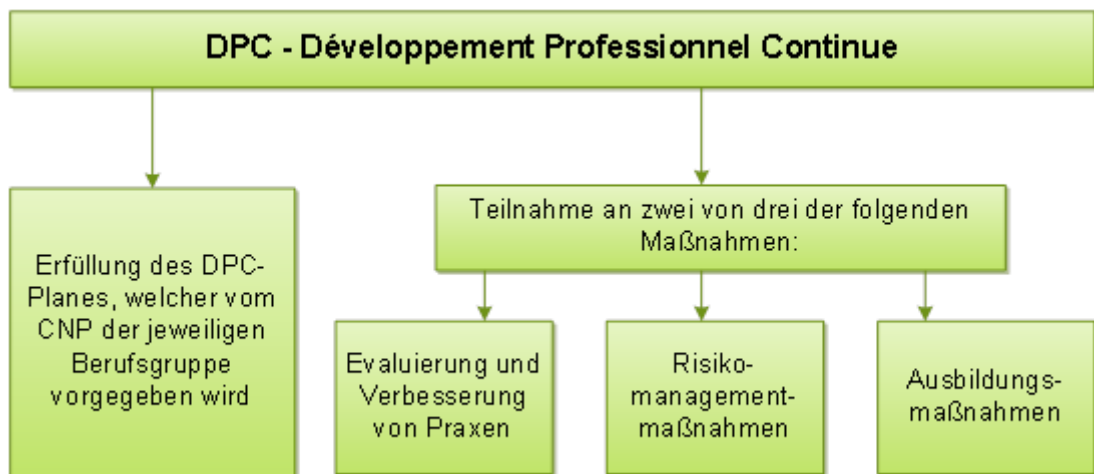 DPC - Développement Professionnel Continue
Teilnahme an zwei von drei der folgenden
Maßnahmen:
Erfüllung des DPC-
Planes, welcher vom
CNP der jeweiligen
Berufsgruppe
vorgegeben wird
Evaluierung und
Verbesserung
von Praxen
Risiko-
management-
maßnahmen
Ausbildungs-
maßnahmen